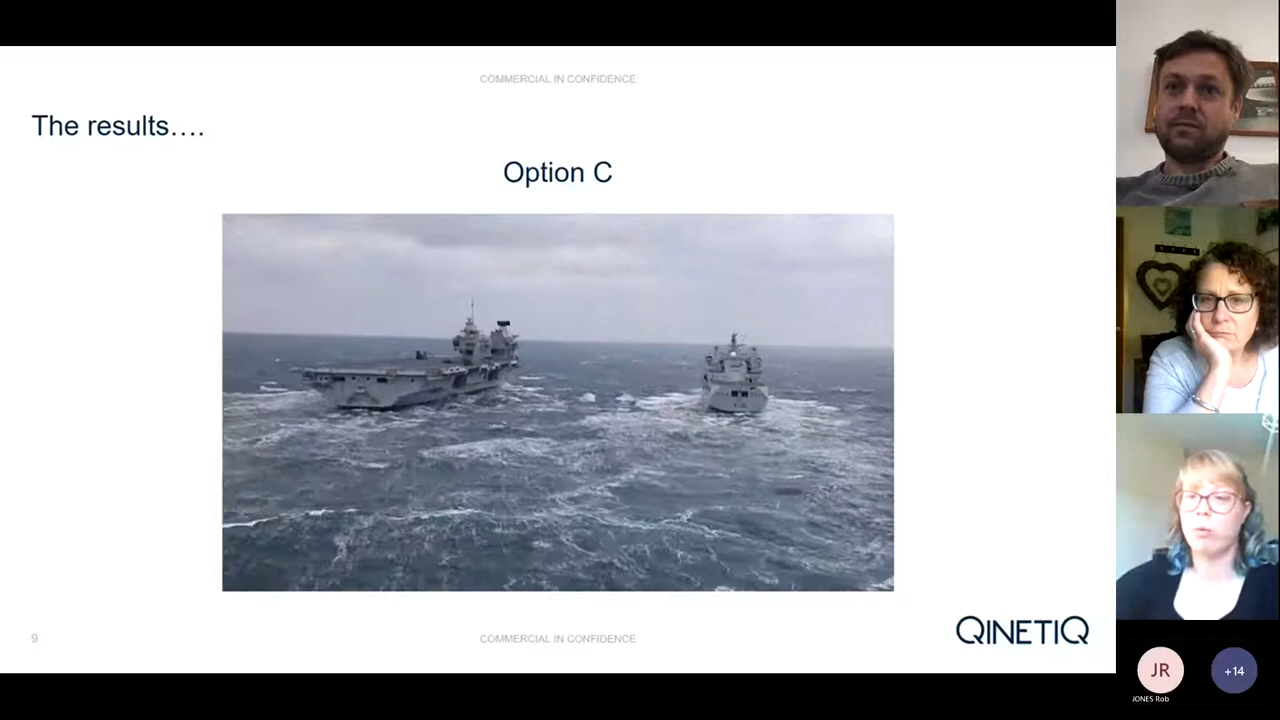 COMMERCIAL IN CONFIDENCE
The results....
Option C
9
COMMERCIAL IN CONFIDENCE
QINETIQ
JR
+14
JONES Rob